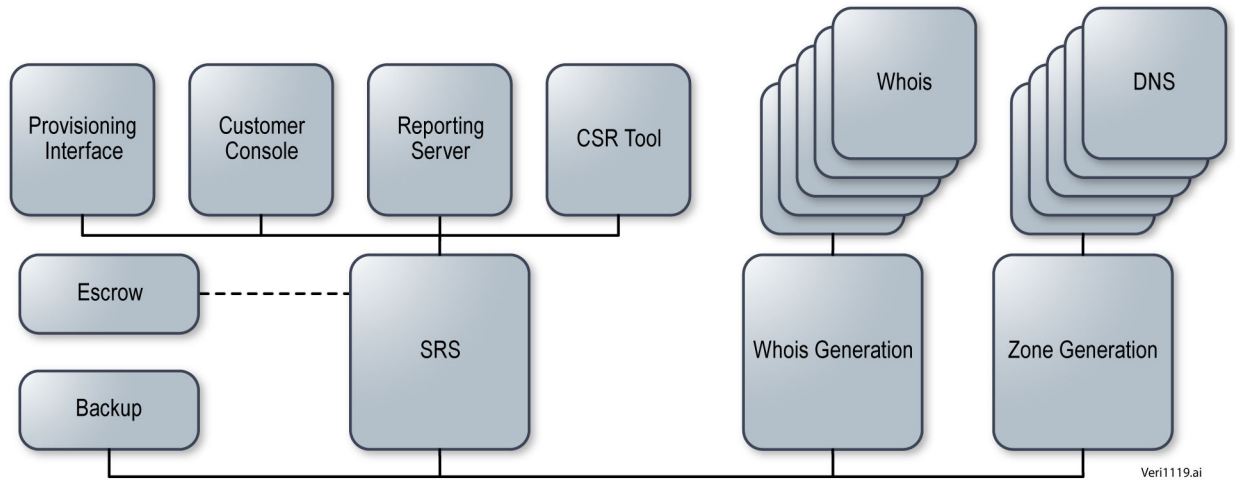 Provisioning
Interface
Customer
Console
Reporting
Server
CSR Tool
Whois
DNS
Escrow
SRS
Whois Generation
Zone Generation
Backup
Veri1119.ai